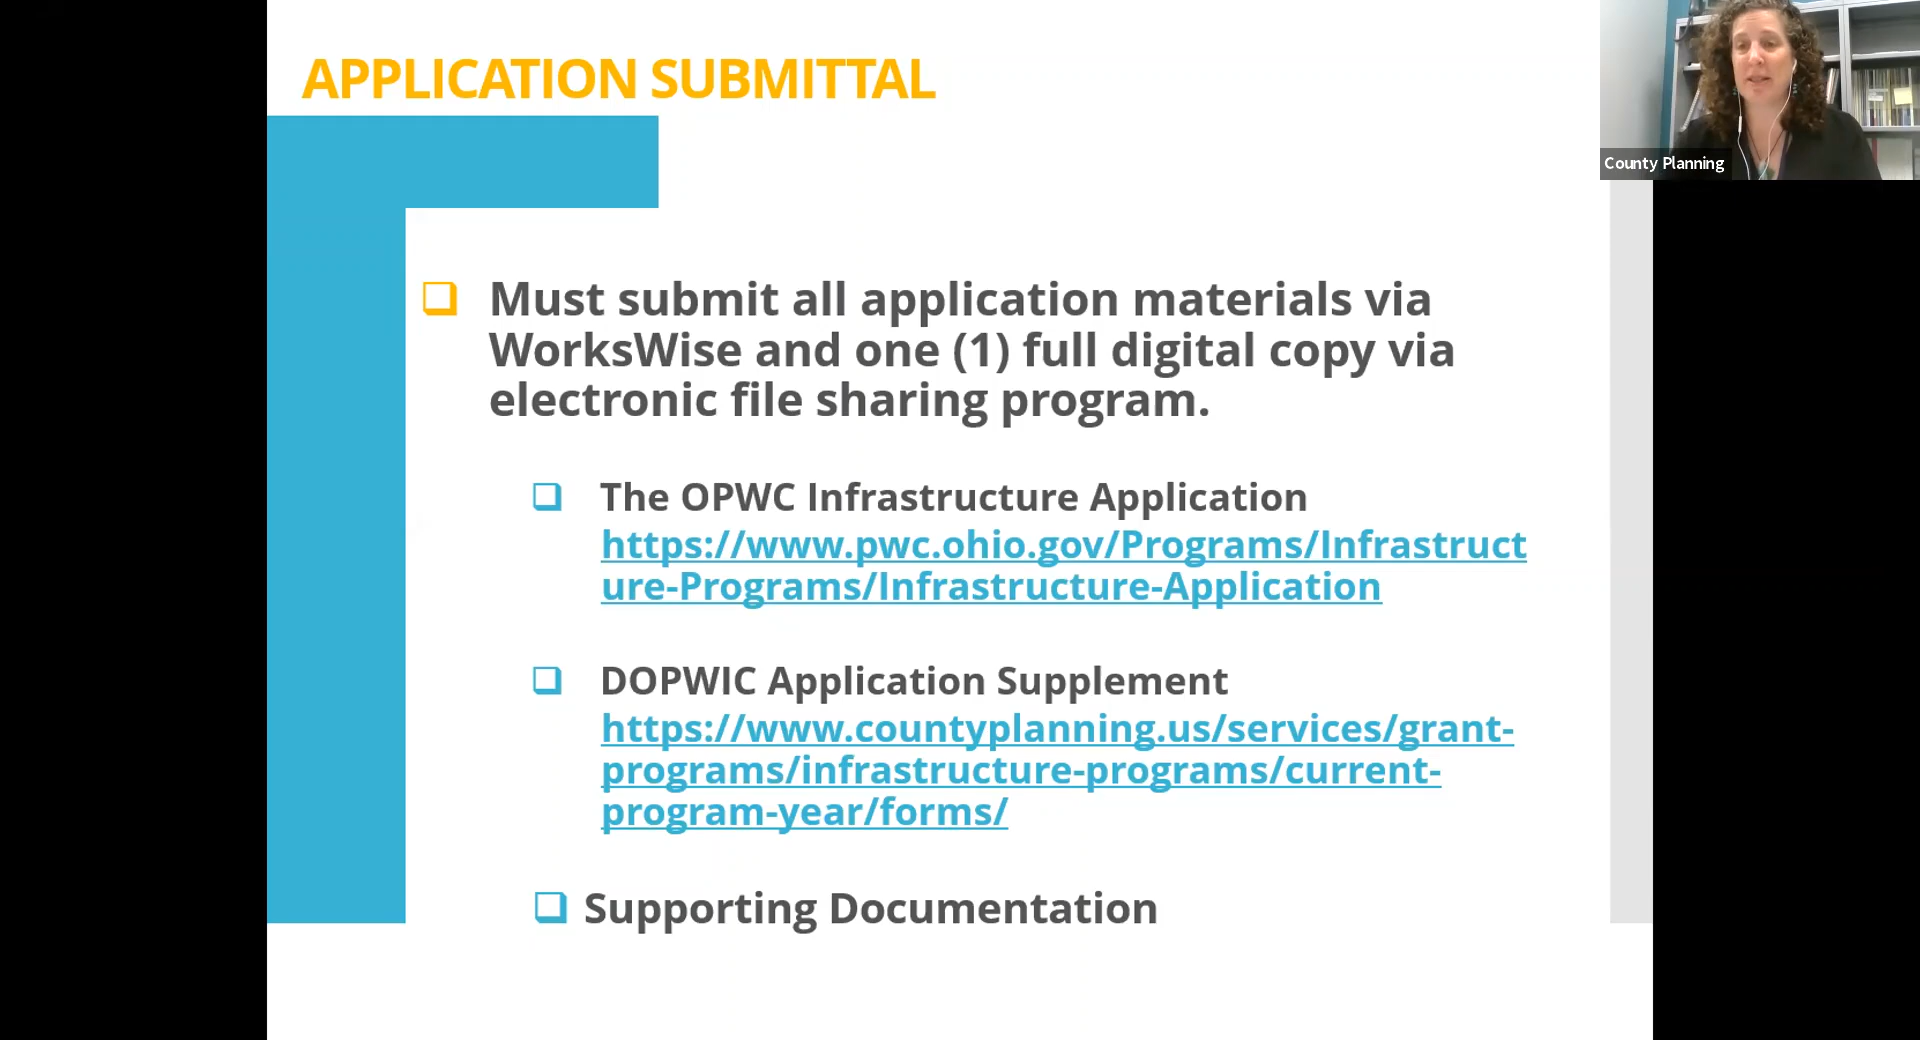 APPLICATION SUBMITTAL
County Planning
Must submit all application materials via
WorksWise and one (1) full digital copy via
electronic file sharing program.
The OPWC Infrastructure Application
https://www.pwc.ohio.gov/Programs/Infrastruct
ure-Programs/Infrastructure-Application
DOPWIC Application Supplement
https://www.countyplanning.us/services/grant-
programs/infrastructure-programs/current-
program-year/forms/
Supporting Documentation